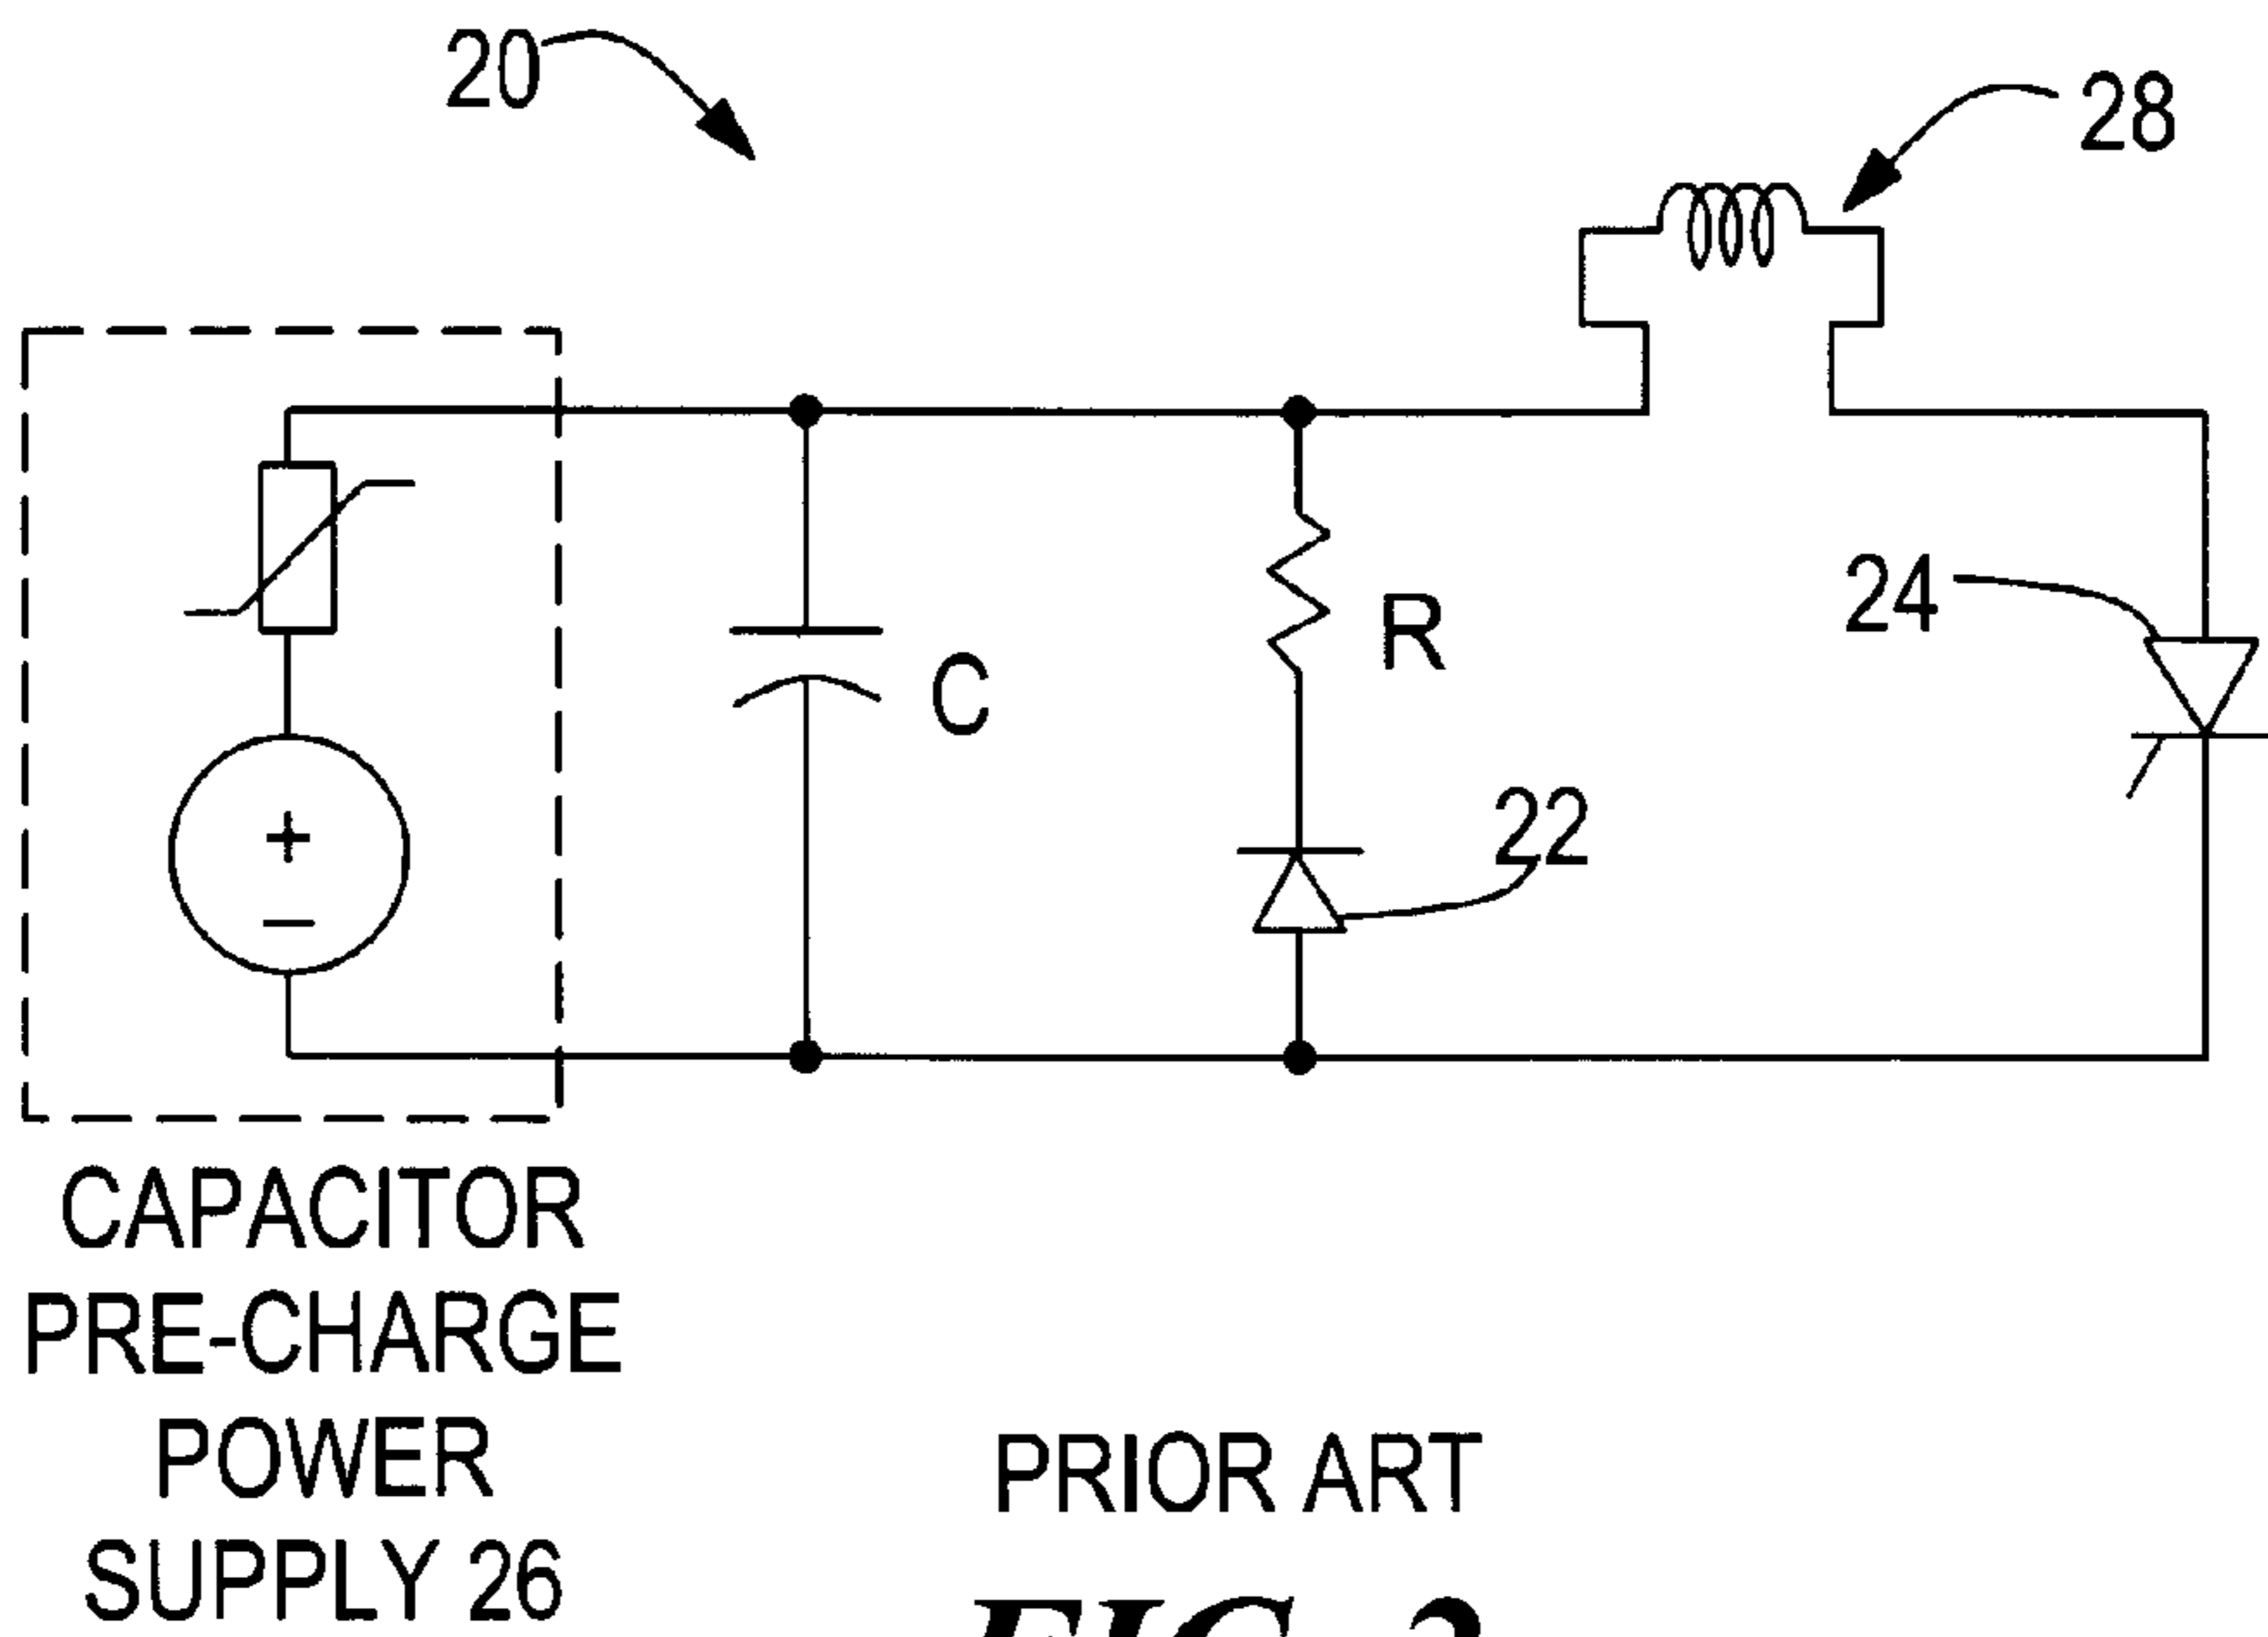 20
28
24
R
C
22
+
−
CAPACITOR
PRE-CHARGE
POWER
SUPPLY 26
PRIOR ART